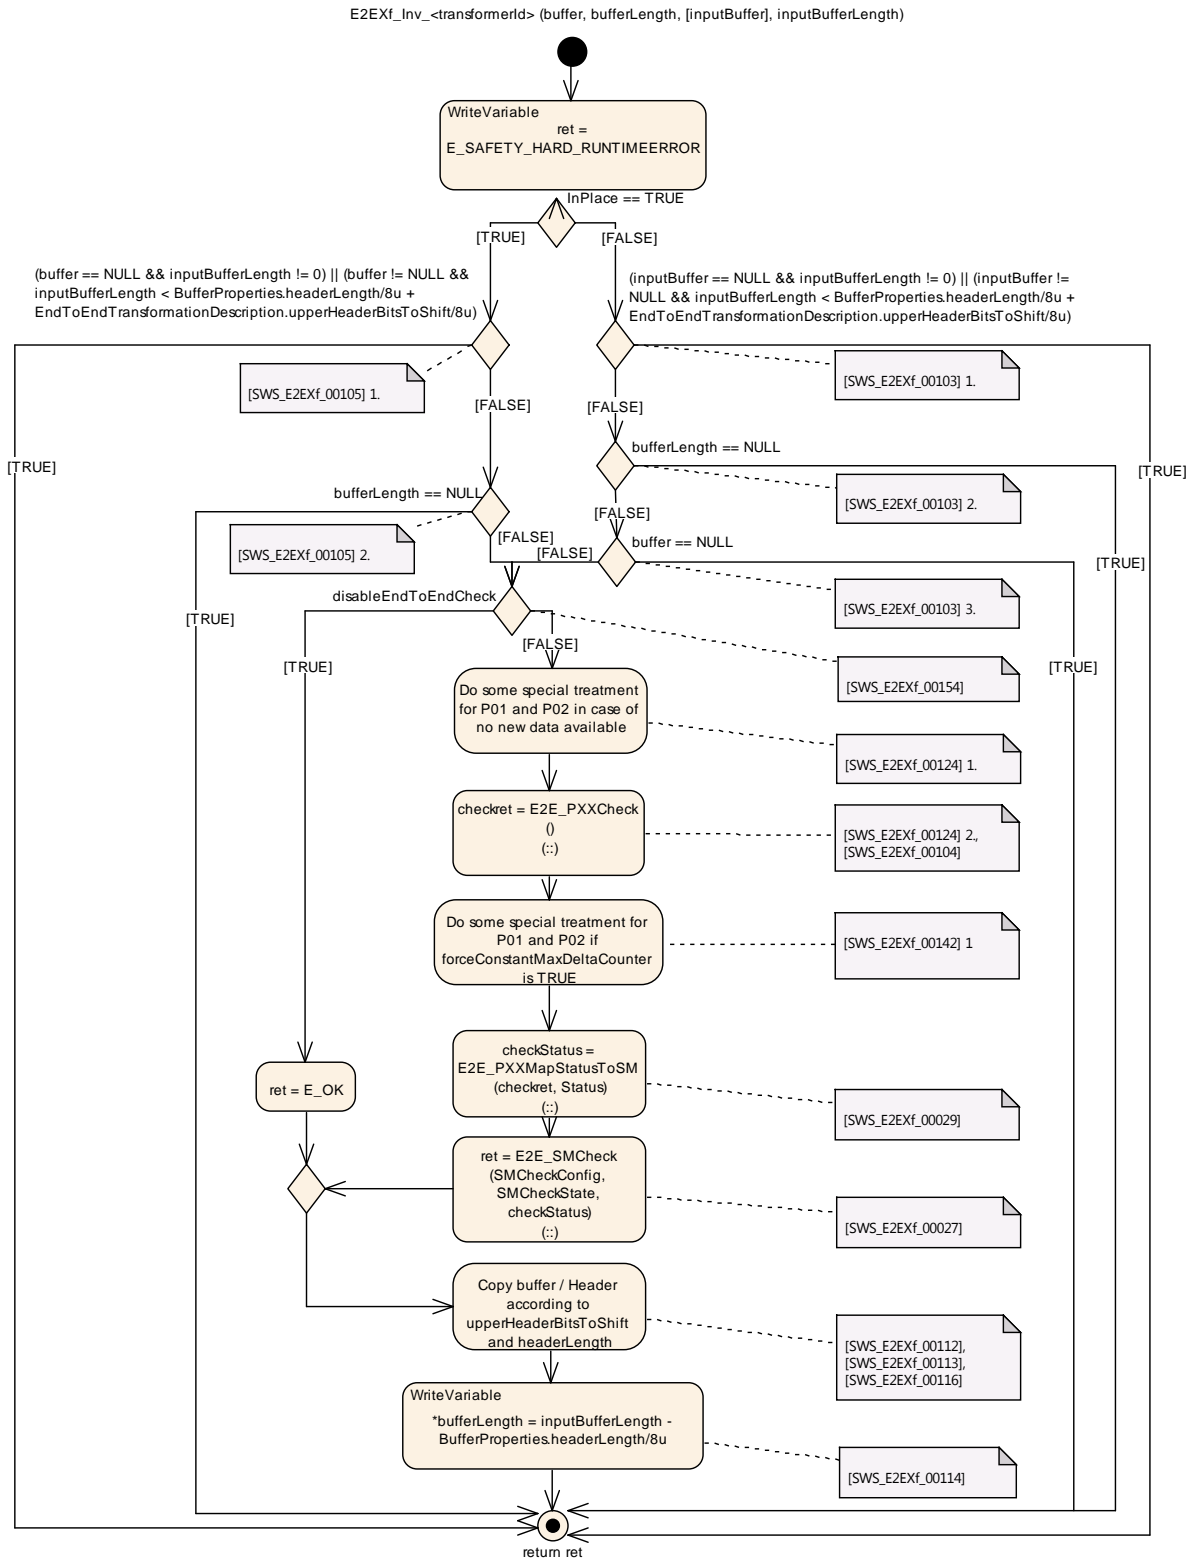 E2EXf_Inv_<transformerId> (buffer, bufferLength, [inputBuffer], inputBufferLength)
WriteVariable
ret =
E_SAFETY_HARD_RUNTIMEERROR
InPlace == TRUE
[TRUE]
[FALSE]
(buffer == NULL && inputBufferLength != 0) || (buffer != NULL &&
inputBufferLength < BufferProperties.headerLength/8u +
EndToEndTransformationDescription.upperHeaderBitsToShift/8u)
(inputBuffer == NULL && inputBufferLength != 0) || (inputBuffer !=
NULL && inputBufferLength < BufferProperties.headerLength/8u +
EndToEndTransformationDescription.upperHeaderBitsToShift/8u)
[SWS_E2EXf_00105] 1.
[SWS_E2EXf_00103] 1.
[FALSE]
[FALSE]
bufferLength == NULL
[TRUE]
[TRUE]
bufferLength == NULL
[SWS_E2EXf_00103] 2.
[FALSE]
[FALSE]
buffer == NULL
[FALSE]
[SWS_E2EXf_00105] 2.
[TRUE]
disableEndToEndCheck
[SWS_E2EXf_00103] 3.
[TRUE]
[FALSE]
[TRUE]
[TRUE]
[SWS_E2EXf_00154]
Do some special treatment
for P01 and P02 in case of
no new data available
[SWS_E2EXf_00124] 1.
checkret = E2E_PXXCheck
()
(::)
[SWS_E2EXf_00124] 2.,
[SWS_E2EXf_00104]
Do some special treatment for
P01 and P02 if
forceConstantMaxDeltaCounter
is TRUE
[SWS_E2EXf_00142] 1
checkStatus =
E2E_PXXMapStatusToSM
(checkret, Status)
(::)
ret = E_OK
[SWS_E2EXf_00029]
ret = E2E_SMCheck
(SMCheckConfig,
SMCheckState,
checkStatus)
(::)
[SWS_E2EXf_00027]
Copy buffer / Header
according to
upperHeaderBitsToShift
and headerLength
[SWS_E2EXf_00112],
[SWS_E2EXf_00113],
[SWS_E2EXf_00116]
WriteVariable
*bufferLength = inputBufferLength -
BufferProperties.headerLength/8u
[SWS_E2EXf_00114]
return ret